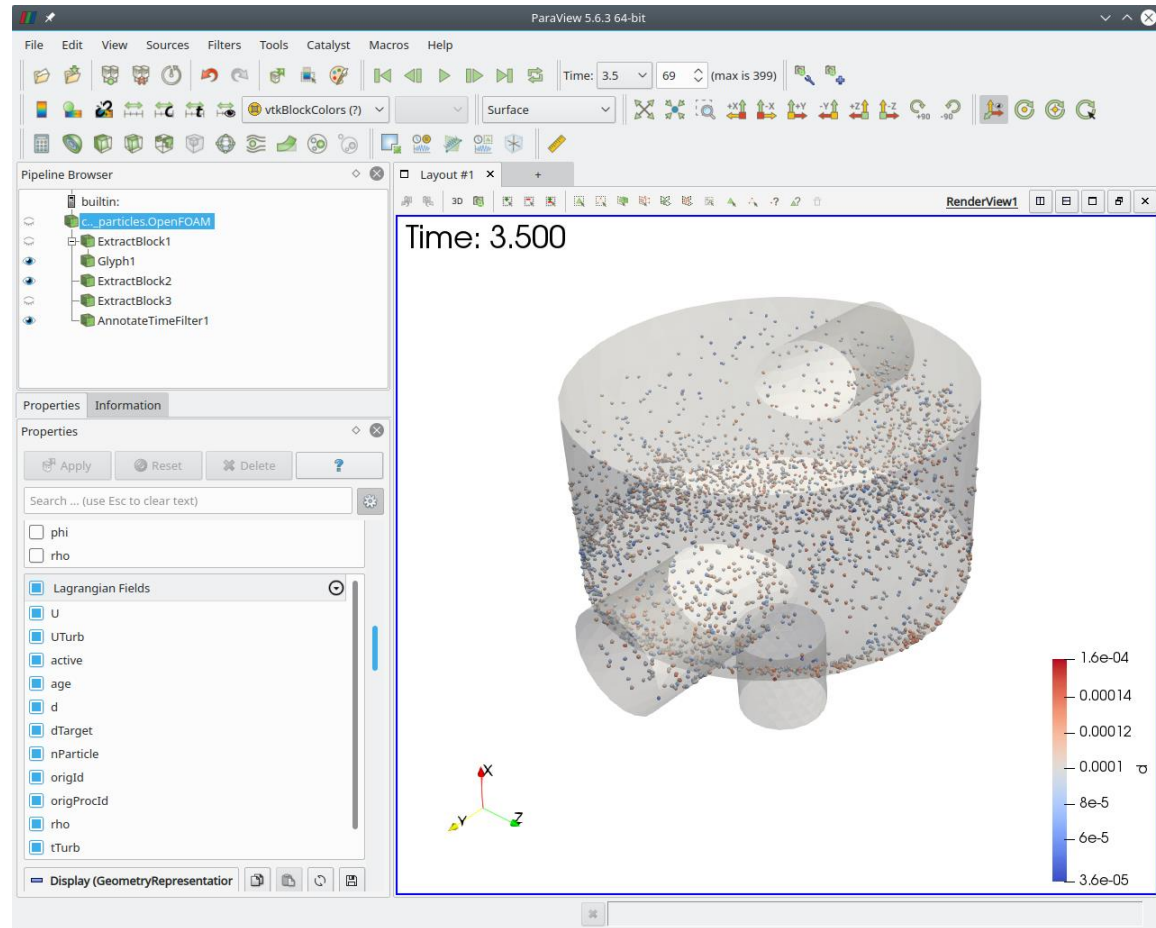 ParaView 5.6.3 64-bit
File Edit View Sources Filters Tools Catalyst Macros Help
Time: 3.5 69 (max is 399)
vtkBlockColors (?) Surface +X -X +Y -Y +Z -Z +90 -90
Pipeline Browser
Layout #1 +
builtin:
3D RenderView1
c..._particles.OpenFOAM
ExtractBlock1
Glyph1
ExtractBlock2
ExtractBlock3
AnnotateTimeFilter1
Time: 3.500
Properties Information
Properties
Apply Reset Delete ?
Search ... (use Esc to clear text)
phi
rho
Lagrangian Fields
U
UTurb
active
age
d
dTarget
nParticle
origId
origProcId
rho
tTurb
Display (GeometryRepresentatior
X
Y
Z
1.6e-04
0.00014
0.00012
0.0001
d
8e-5
6e-5
3.6e-05